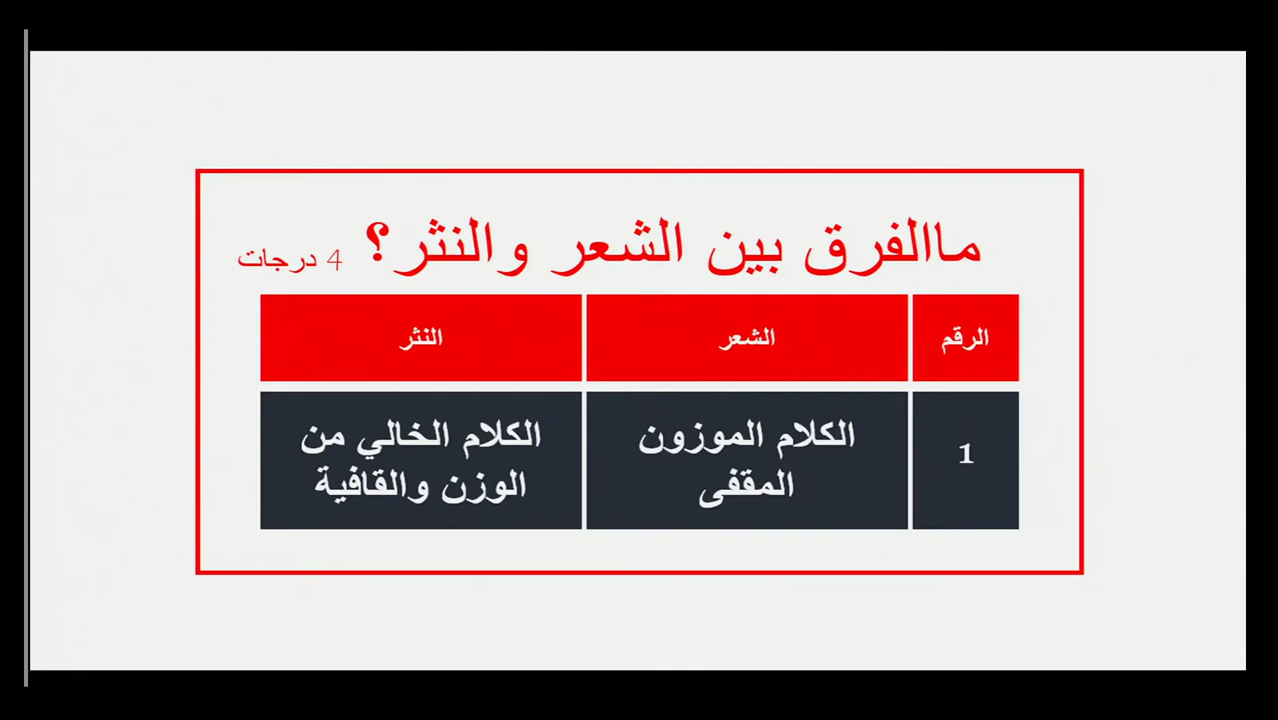 ماالفرق بين الشعر والنثر؟ 4 درجات
الرقم الشعر النثر
1 الكلام الموزون المقفى الكلام الخالي من الوزن والقافية